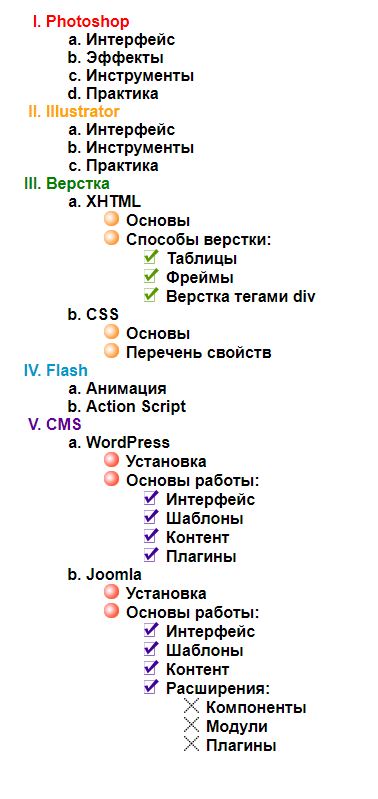 I. Photoshop
a. Интерфейс
b. Эффекты
c. Инструменты
d. Практика
II. Illustrator
a. Интерфейс
b. Инструменты
c. Практика
III. Верстка
a. XHTML
Основы
Способы верстки:
Таблицы
Фреймы
Верстка тегами div
b. CSS
Основы
Перечень свойств
IV. Flash
a. Анимация
b. Action Script
V. CMS
a. WordPress
Установка
Основы работы:
Интерфейс
Шаблоны
Контент
Плагины
b. Joomla
Установка
Основы работы:
Интерфейс
Шаблоны
Контент
Расширения:
Компоненты
Модули
Плагины